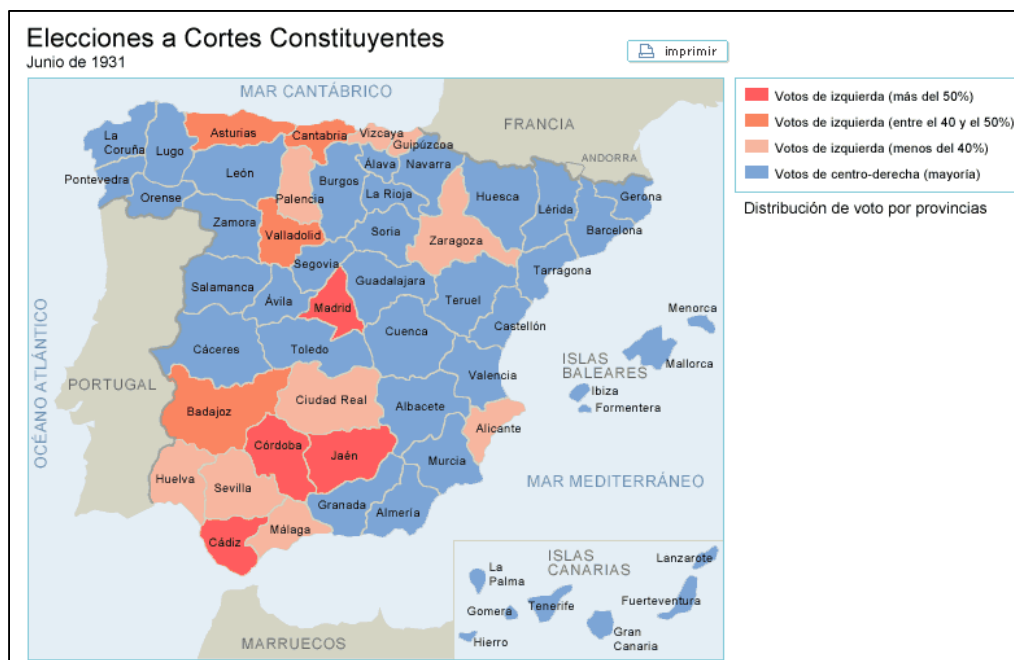 Elecciones a Cortes Constituyentes
Junio de 1931
imprimir
Votos de izquierda (más del 50%)
Votos de izquierda (entre el 40 y el 50%)
Votos de izquierda (menos del 40%)
Votos de centro-derecha (mayoría)
Distribución de voto por provincias
MAR CANTÁBRICO
FRANCIA
ANDORRA
OCÉANO ATLÁNTICO
PORTUGAL
MAR MEDITERRÁNEO
MARRUECOS
ISLAS
BALEARES
ISLAS
CANARIAS
La
Coruña
Lugo
Asturias
Cantabria
Vizcaya
Guipúzcoa
Pontevedra
Orense
León
Palencia
Burgos
Álava
Navarra
La Rioja
Huesca
Lérida
Gerona
Barcelona
Zamora
Valladolid
Soria
Zaragoza
Tarragona
Segovia
Salamanca
Ávila
Madrid
Guadalajara
Teruel
Castellón
Cáceres
Toledo
Cuenca
Valencia
Badajoz
Ciudad Real
Albacete
Alicante
Córdoba
Jaén
Murcia
Huelva
Sevilla
Granada
Almería
Cádiz
Málaga
Menorca
Mallorca
Ibiza
Formentera
La
Palma
Gomera
Hierro
Tenerife
Gran
Canaria
Fuerteventura
Lanzarote